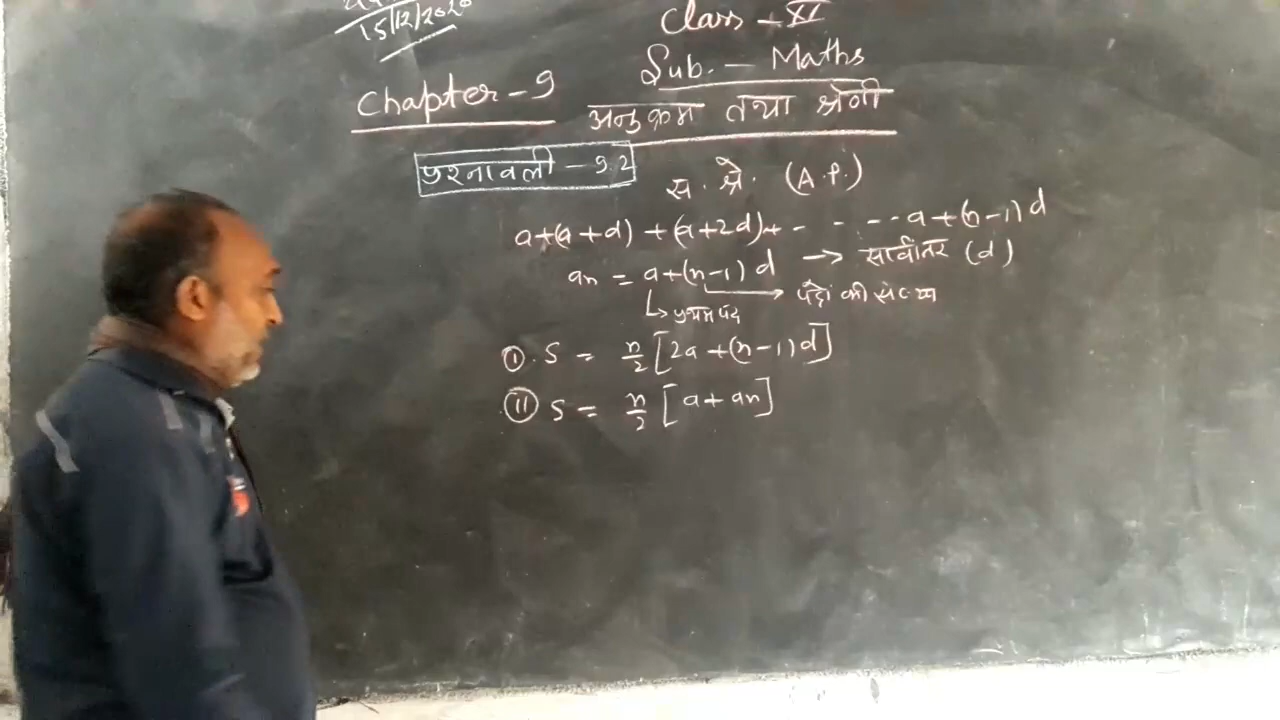 15/12/2020
Class - XI
Sub. - Maths
Chapter - 9
अनुक्रम तथा श्रेणी
प्रश्नावली - 9.2
स. श्रे. (A.P.)
a+(a+d)+(a+2d)+- - ---a+(n-1)d
an = a+(n-1)d → सार्वान्तर (d)
→ पदों की संख्या
↳ प्रथम पद
(I). S = n/2 [2a+(n-1)d]
(II) S = n/2 [a+an]